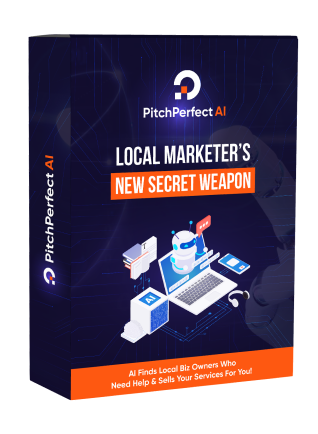 PitchPerfect AI
LOCAL MARKETER'S
NEW SECRET WEAPON
AI
AI Finds Local Biz Owners Who
Need Help & Sells Your Services For You!
PitchPerfect AI